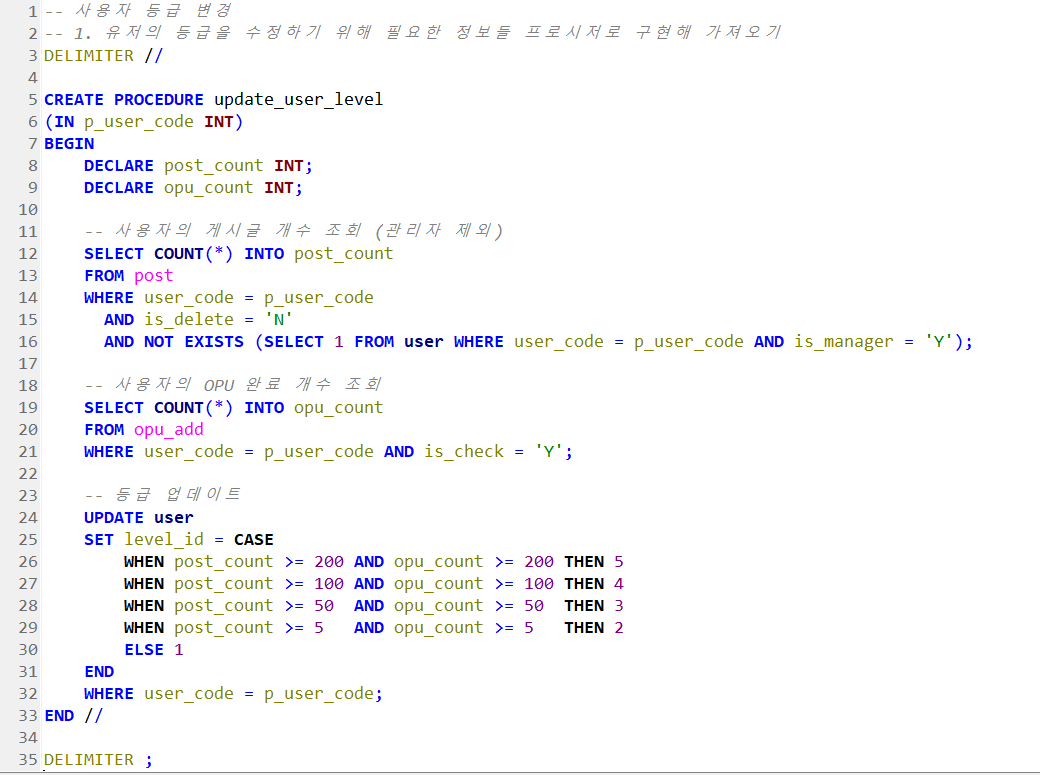 1 -- 사용자 등급 변경
2 -- 1. 유저의 등급을 수정하기 위해 필요한 정보들 프로시저로 구현해 가져오기
3 DELIMITER //
4
5 CREATE PROCEDURE update_user_level
6 (IN p_user_code INT)
7 BEGIN
8     DECLARE post_count INT;
9     DECLARE opu_count INT;
10
11     -- 사용자의 게시글 개수 조회 (관리자 제외)
12     SELECT COUNT(*) INTO post_count
13     FROM post
14     WHERE user_code = p_user_code
15       AND is_delete = 'N'
16       AND NOT EXISTS (SELECT 1 FROM user WHERE user_code = p_user_code AND is_manager = 'Y');
17
18     -- 사용자의 OPU 완료 개수 조회
19     SELECT COUNT(*) INTO opu_count
20     FROM opu_add
21     WHERE user_code = p_user_code AND is_check = 'Y';
22
23     -- 등급 업데이트
24     UPDATE user
25     SET level_id = CASE
26         WHEN post_count >= 200 AND opu_count >= 200 THEN 5
27         WHEN post_count >= 100 AND opu_count >= 100 THEN 4
28         WHEN post_count >= 50  AND opu_count >= 50  THEN 3
29         WHEN post_count >= 5   AND opu_count >= 5   THEN 2
30         ELSE 1
31     END
32     WHERE user_code = p_user_code;
33 END //
34
35 DELIMITER ;